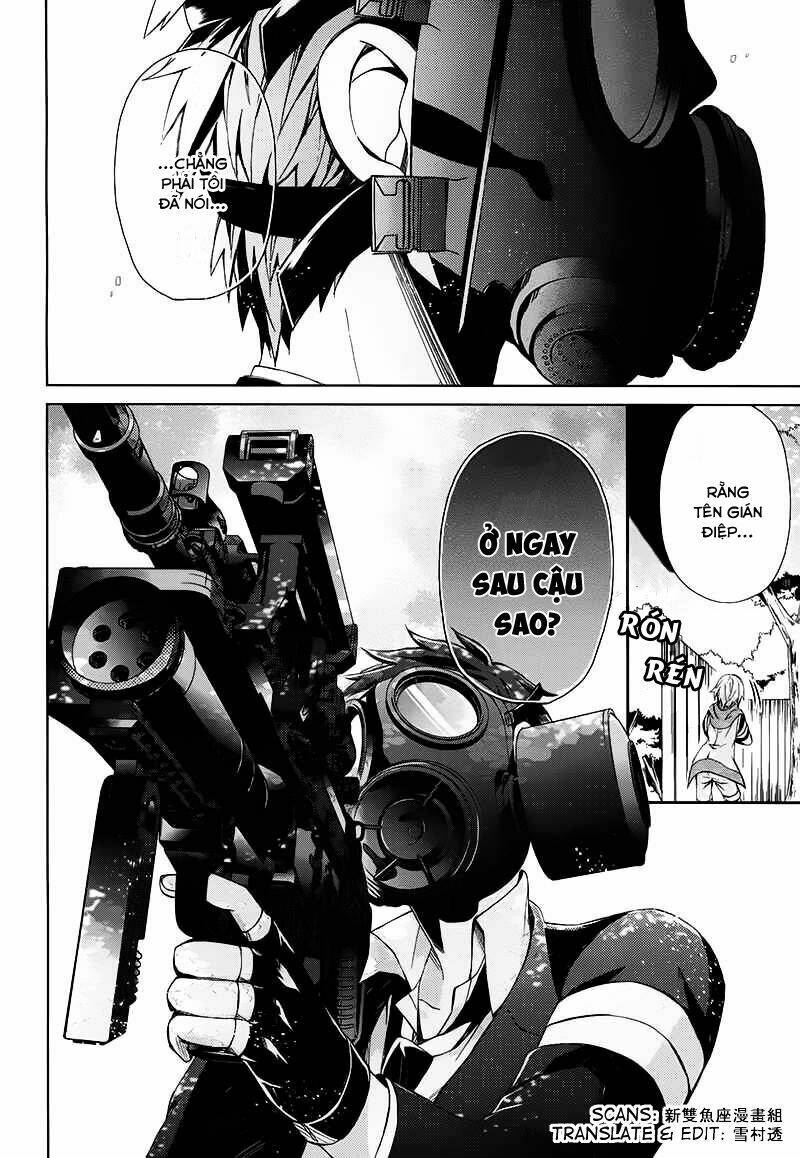 ...CHẲNG
PHẢI TÔI
ĐÃ NÓI...
RẰNG
TÊN GIÁN
ĐIỆP...
RÓN
RÉN
Ở NGAY
SAU CẬU
SAO?
SCANS: 新雙魚座漫畫組
TRANSLATE & EDIT: 雪村透